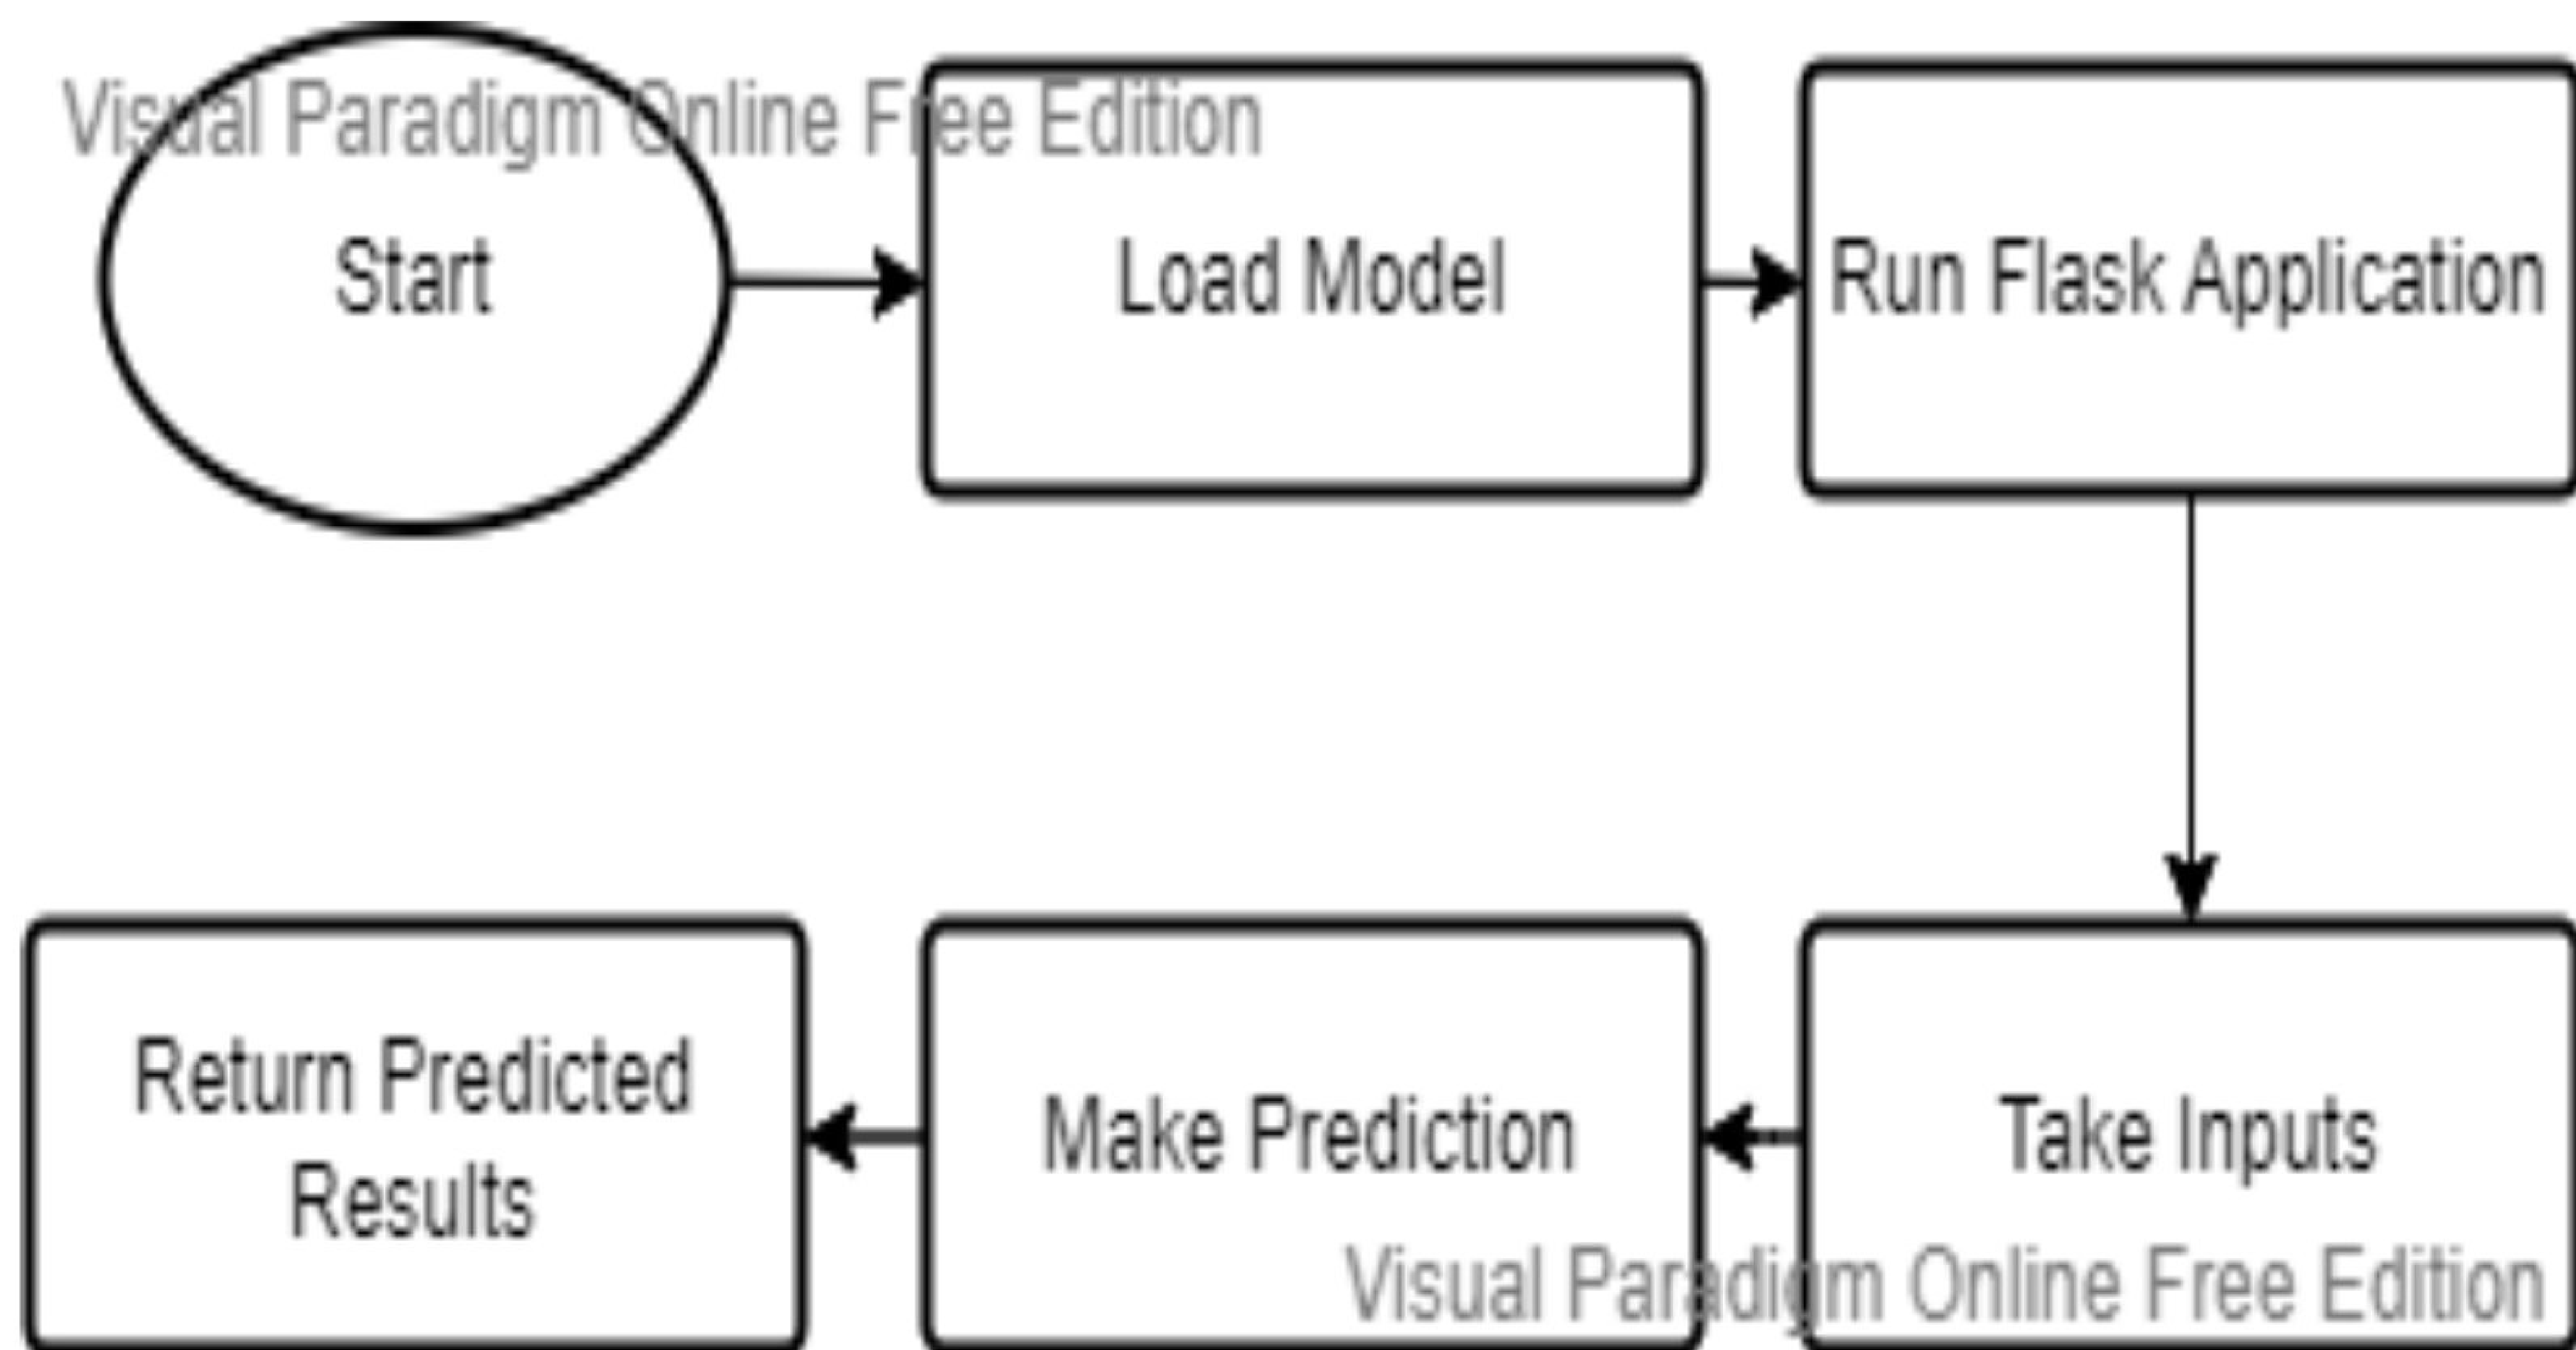 Visual Paradigm Online Free Edition
Start
Load Model
Run Flask Application
Return Predicted
Results
Make Prediction
Take Inputs
Visual Paradigm Online Free Edition